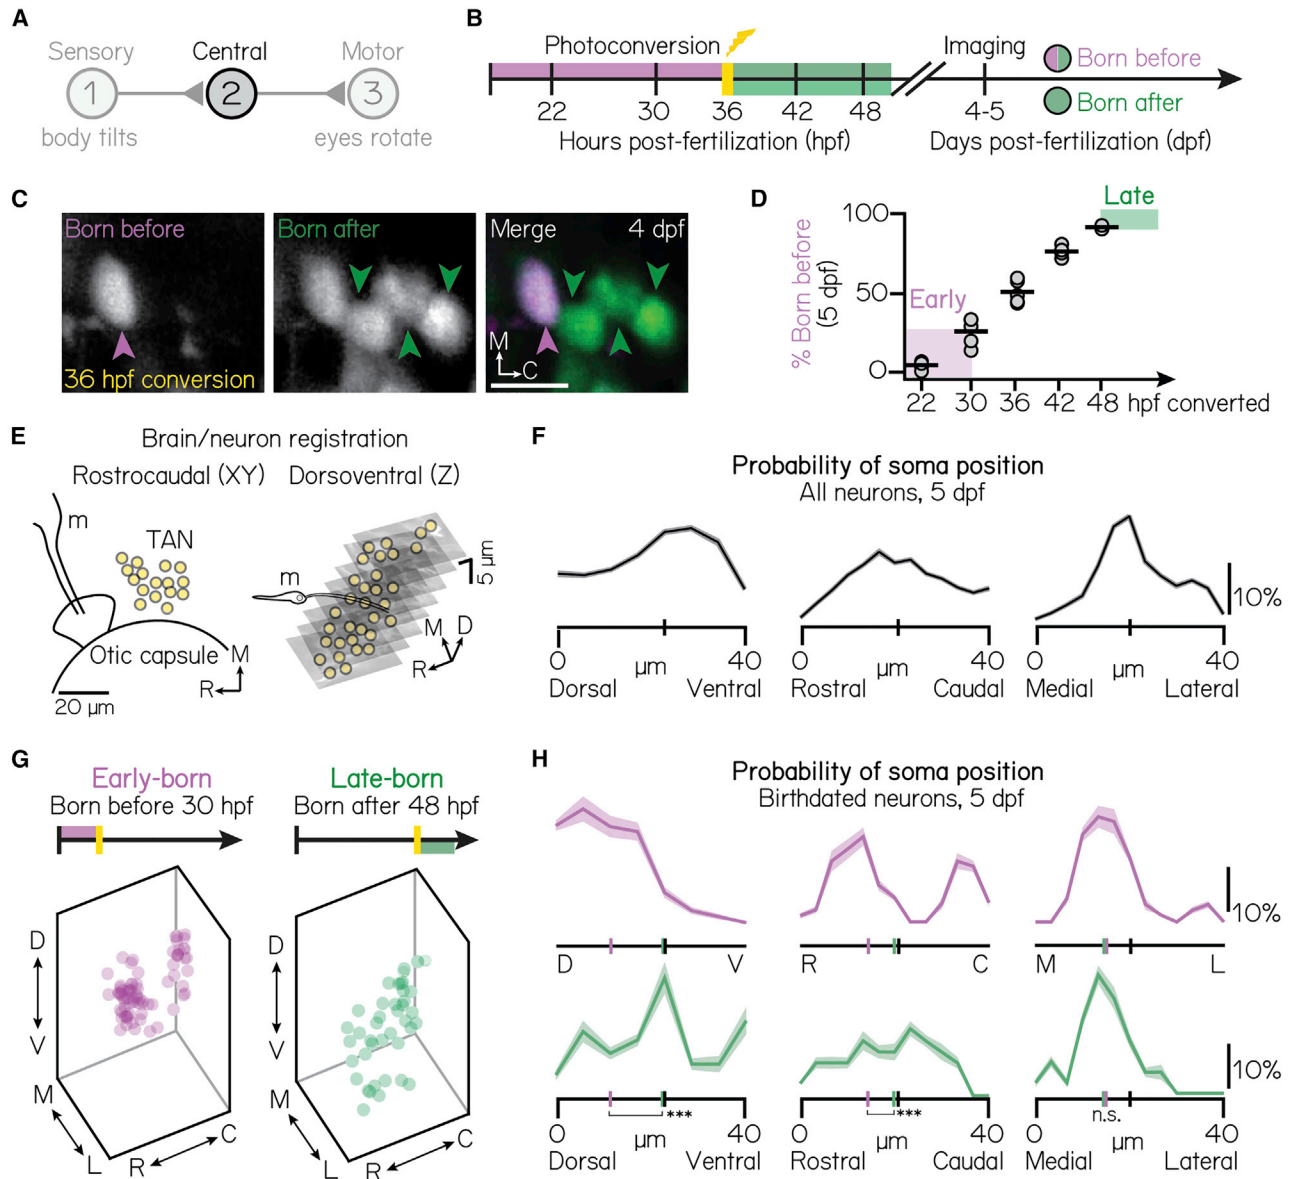 A
Sensory
Central
Motor
1
2
3
body tilts
eyes rotate
B
Photoconversion
Imaging
Born before
Born after
22
30
36
42
48
4-5
Hours post-fertilization (hpf)
Days post-fertilization (dpf)
C
Born before
36 hpf conversion
Born after
Merge
4 dpf
M
C
D
% Born before
(5 dpf)
100
50
0
Early
Late
22
30
36
42
48
hpf converted
E
Brain/neuron registration
Rostrocaudal (XY)
Dorsoventral (Z)
m
TAN
Otic capsule
M
R
20 µm
m
5 µm
M
D
R
F
Probability of soma position
All neurons, 5 dpf
10%
0
µm
40
Dorsal
Ventral
0
µm
40
Rostral
Caudal
0
µm
40
Medial
Lateral
G
Early-born
Born before 30 hpf
Late-born
Born after 48 hpf
D
V
M
L
R
C
D
V
M
L
R
C
H
Probability of soma position
Birthdated neurons, 5 dpf
10%
D
V
R
C
M
L
10%
***
***
n.s.
0
µm
40
Dorsal
Ventral
0
µm
40
Rostral
Caudal
0
µm
40
Medial
Lateral